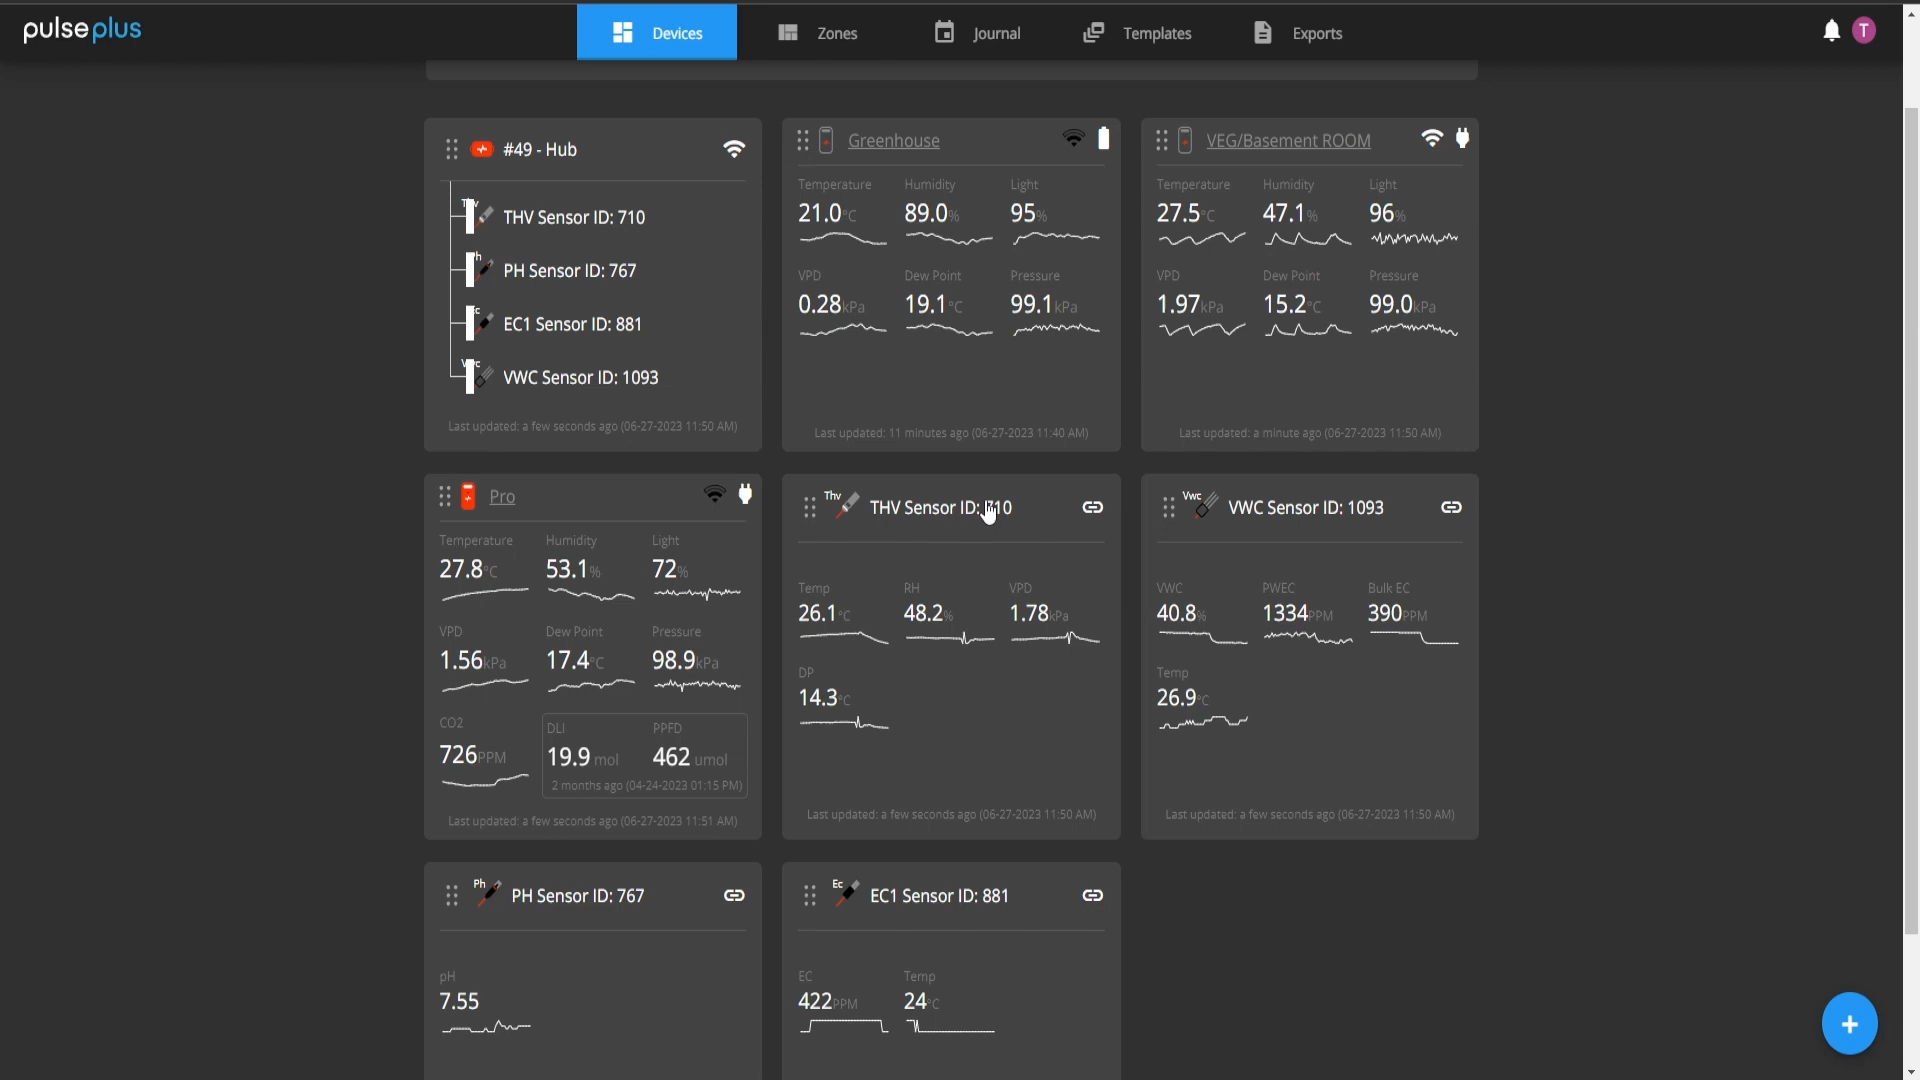 pulseplus
Devices
Zones
Journal
Templates
Exports
T
#49 - Hub
Thv
THV Sensor ID: 710
PH Sensor ID: 767
EC1 Sensor ID: 881
VWC Sensor ID: 1093
Last updated: a few seconds ago (06-27-2023 11:50 AM)
Greenhouse
Temperature Humidity Light
21.0°C 89.0% 95%
VPD Dew Point Pressure
0.28kPa 19.1°C 99.1kPa
Last updated: 11 minutes ago (06-27-2023 11:40 AM)
VEG/Basement ROOM
Temperature Humidity Light
27.5°C 47.1% 96%
VPD Dew Point Pressure
1.97kPa 15.2°C 99.0kPa
Last updated: a minute ago (06-27-2023 11:50 AM)
Pro
Temperature Humidity Light
27.8°C 53.1% 72%
VPD Dew Point Pressure
1.56kPa 17.4°C 98.9kPa
CO2 DLI PPFD
726PPM 19.9 mol 462 umol
2 months ago (04-24-2023 01:15 PM)
Last updated: a few seconds ago (06-27-2023 11:51 AM)
Thv
THV Sensor ID: 710
Temp RH VPD
26.1°C 48.2% 1.78kPa
DP
14.3°C
Last updated: a few seconds ago (06-27-2023 11:50 AM)
Vwc
VWC Sensor ID: 1093
VWC PWEC Bulk EC
40.8% 1334PPM 390PPM
Temp
26.9°C
Last updated: a few seconds ago (06-27-2023 11:50 AM)
Ph
PH Sensor ID: 767
pH
7.55
Ec
EC1 Sensor ID: 881
EC Temp
422PPM 24°C